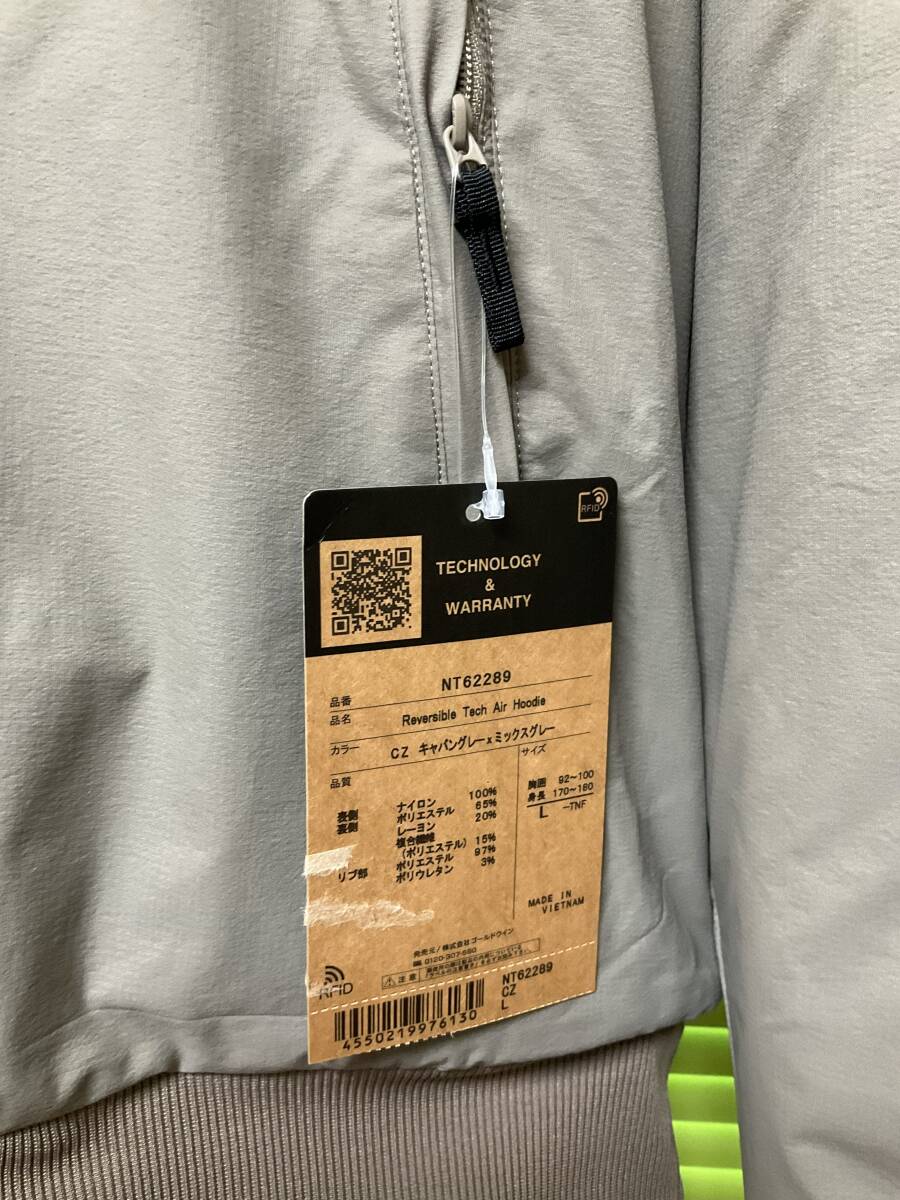 RFID
TECHNOLOGY
&
WARRANTY
品番 NT62289
品名 Reversible Tech Air Hoodie
カラー CZ キャバングレーxミックスグレー
品質
サイズ
ナイロン 100%
表側 ポリエステル 65%
裏側 レーヨン 20%
複合繊維
(ポリエステル) 15%
ポリエステル 97%
リブ部 ポリウレタン 3%
胸囲 92~100
身長 170~180
L -TNF
MADE IN
VIETNAM
発売元/株式会社ゴールドウイン
0120-307-560
注意
RFID
4550219976130
NT62289
CZ
L